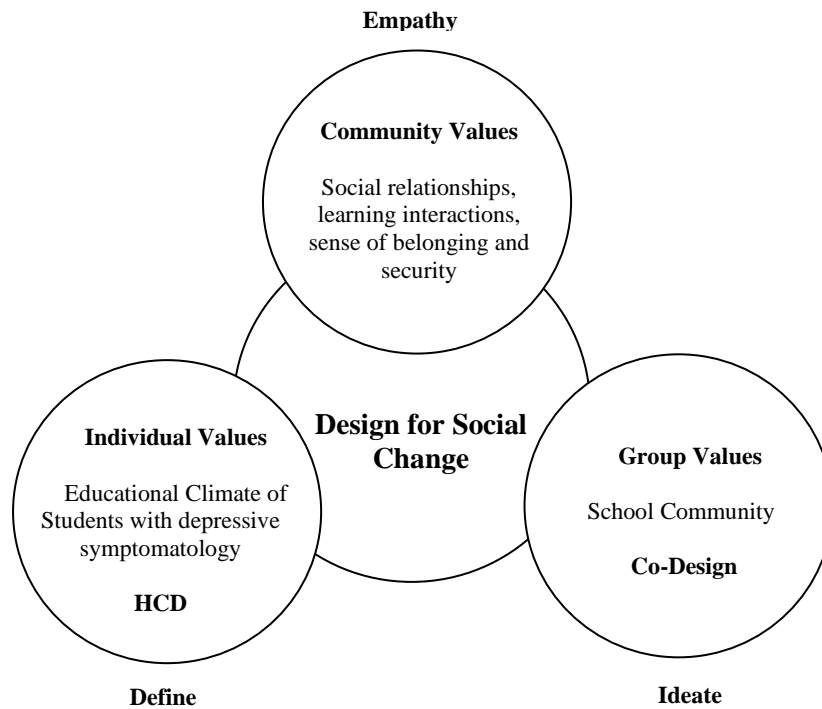 Empathy
Community Values
Social relationships,
learning interactions,
sense of belonging and
security
Design for Social
Change
Individual Values
Educational Climate of
Students with depressive
symptomatology
HCD
Group Values
School Community
Co-Design
Define
Ideate